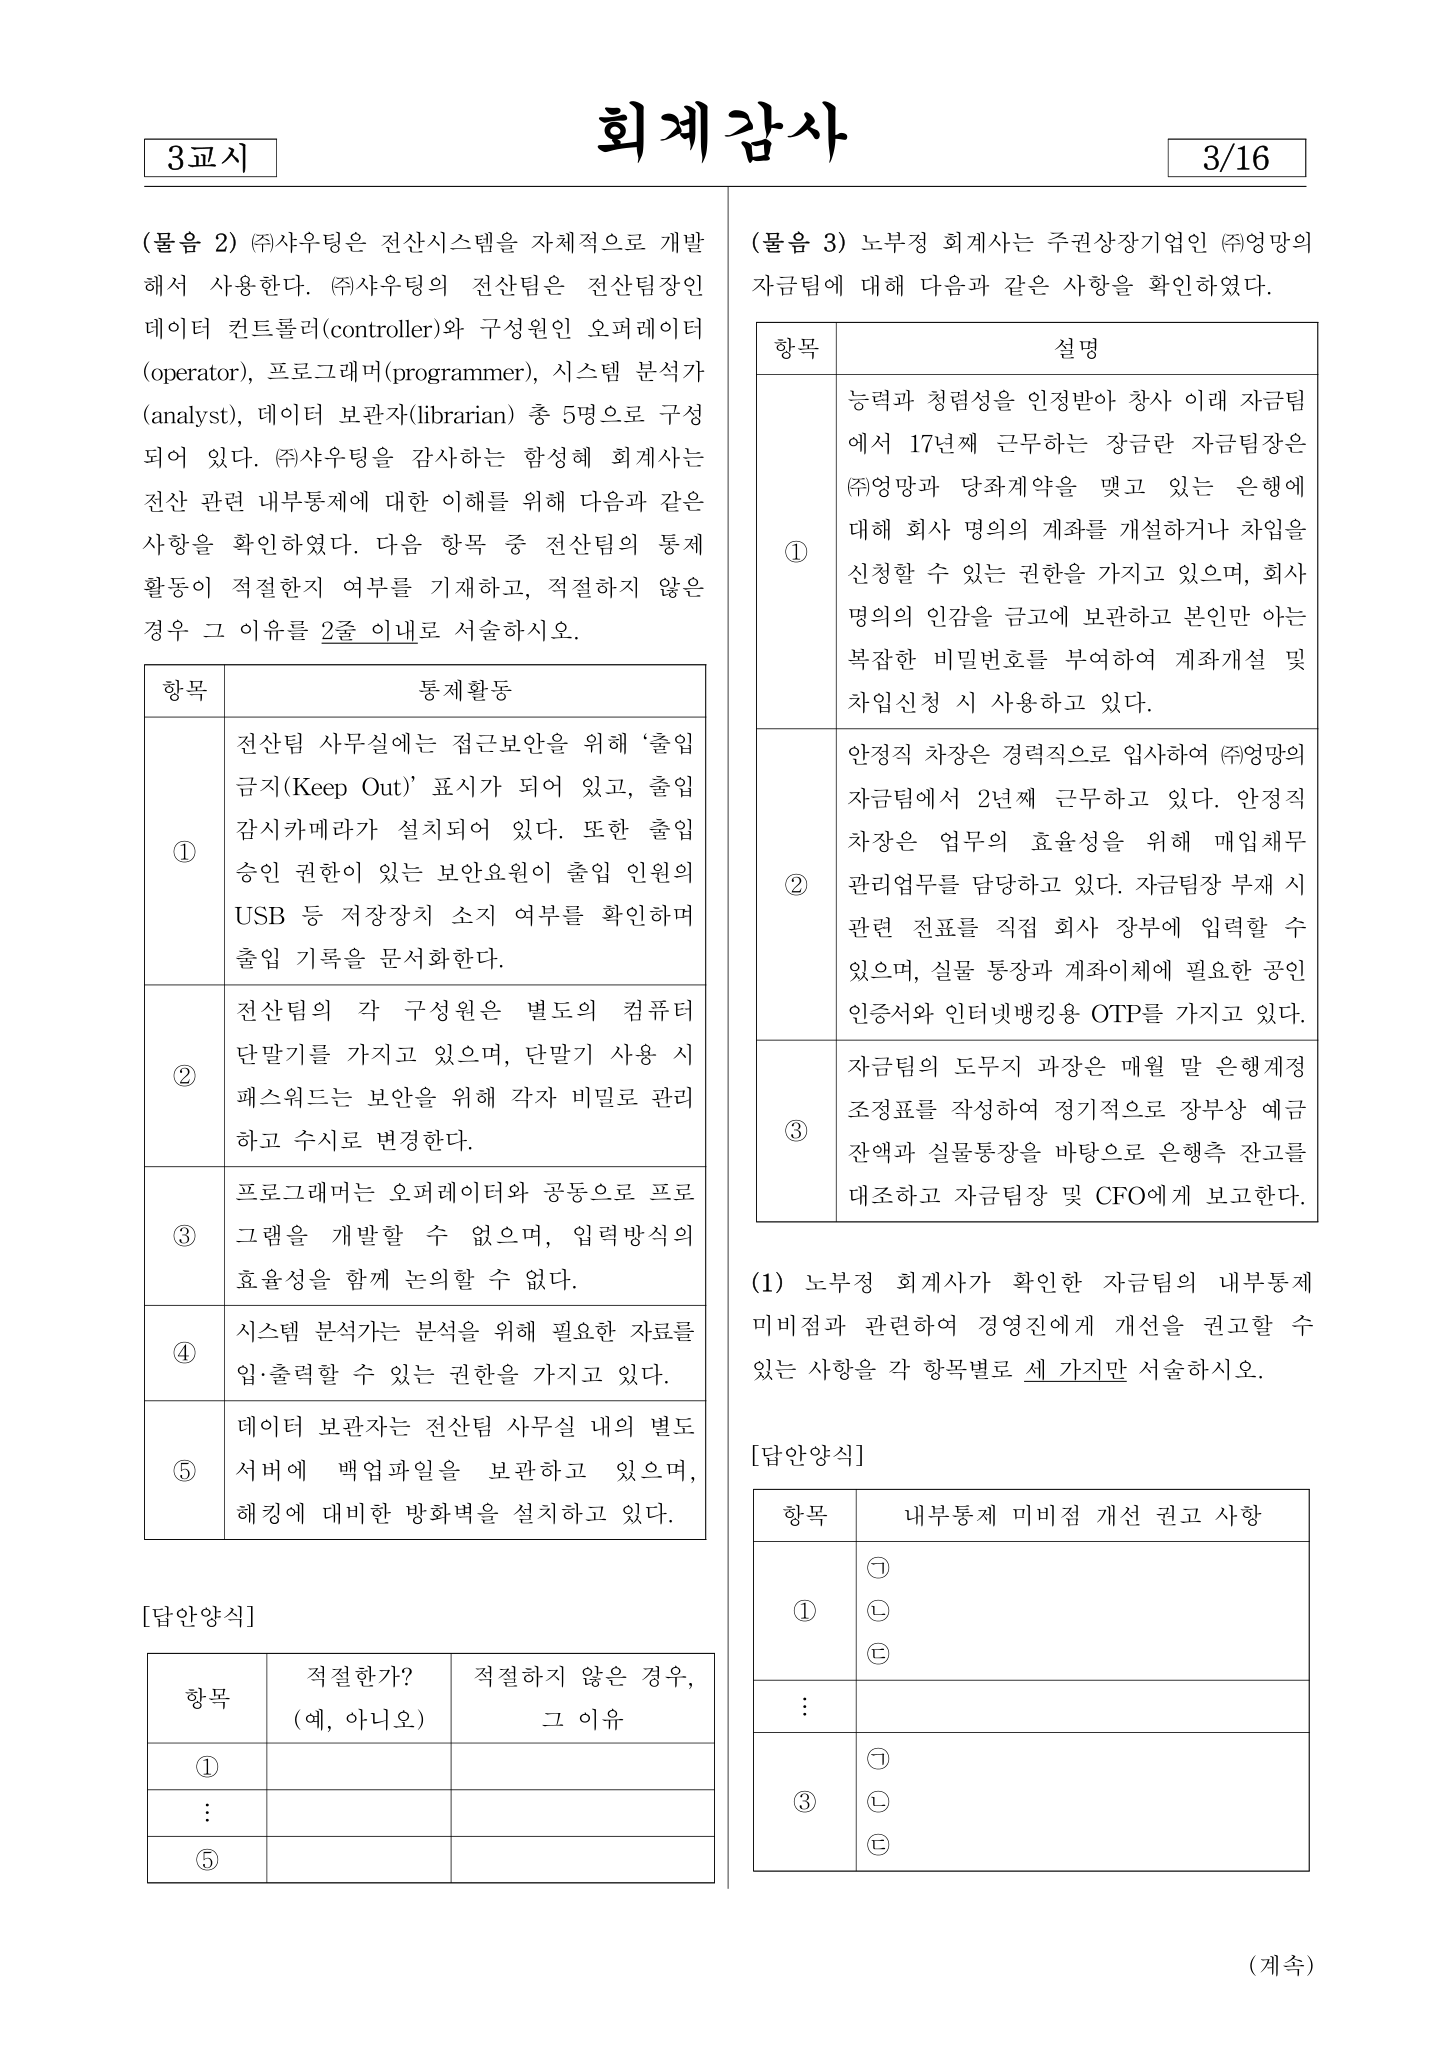 회계감사
3교시
3/16
(물음 2) ㈜샤우팅은 전산시스템을 자체적으로 개발
해서 사용한다. ㈜샤우팅의 전산팀은 전산팀장인
데이터 컨트롤러(controller)와 구성원인 오퍼레이터
(operator), 프로그래머(programmer), 시스템 분석가
(analyst), 데이터 보관자(librarian) 총 5명으로 구성
되어 있다. ㈜샤우팅을 감사하는 함성혜 회계사는
전산 관련 내부통제에 대한 이해를 위해 다음과 같은
사항을 확인하였다. 다음 항목 중 전산팀의 통제
활동이 적절한지 여부를 기재하고, 적절하지 않은
경우 그 이유를 2줄 이내로 서술하시오.
항목 통제활동
①
전산팀 사무실에는 접근보안을 위해 ‘출입
금지(Keep Out)’ 표시가 되어 있고, 출입
감시카메라가 설치되어 있다. 또한 출입
승인 권한이 있는 보안요원이 출입 인원의
USB 등 저장장치 소지 여부를 확인하며
출입 기록을 문서화한다.
②
전산팀의 각 구성원은 별도의 컴퓨터
단말기를 가지고 있으며, 단말기 사용 시
패스워드는 보안을 위해 각자 비밀로 관리
하고 수시로 변경한다.
③
프로그래머는 오퍼레이터와 공동으로 프로
그램을 개발할 수 없으며, 입력방식의
효율성을 함께 논의할 수 없다.
④
시스템 분석가는 분석을 위해 필요한 자료를
입·출력할 수 있는 권한을 가지고 있다.
⑤
데이터 보관자는 전산팀 사무실 내의 별도
서버에 백업파일을 보관하고 있으며,
해킹에 대비한 방화벽을 설치하고 있다.
[답안양식]
항목
적절한가?
(예, 아니오)
적절하지 않은 경우,
그 이유
①
⋮
⑤
(물음 3) 노부정 회계사는 주권상장기업인 ㈜엉망의
자금팀에 대해 다음과 같은 사항을 확인하였다.
항목 설명
①
능력과 청렴성을 인정받아 창사 이래 자금팀
에서 17년째 근무하는 장금란 자금팀장은
㈜엉망과 당좌계약을 맺고 있는 은행에
대해 회사 명의의 계좌를 개설하거나 차입을
신청할 수 있는 권한을 가지고 있으며, 회사
명의의 인감을 금고에 보관하고 본인만 아는
복잡한 비밀번호를 부여하여 계좌개설 및
차입신청 시 사용하고 있다.
②
안정직 차장은 경력직으로 입사하여 ㈜엉망의
자금팀에서 2년째 근무하고 있다. 안정직
차장은 업무의 효율성을 위해 매입채무
관리업무를 담당하고 있다. 자금팀장 부재 시
관련 전표를 직접 회사 장부에 입력할 수
있으며, 실물 통장과 계좌이체에 필요한 공인
인증서와 인터넷뱅킹용 OTP를 가지고 있다.
③
자금팀의 도무지 과장은 매월 말 은행계정
조정표를 작성하여 정기적으로 장부상 예금
잔액과 실물통장을 바탕으로 은행측 잔고를
대조하고 자금팀장 및 CFO에게 보고한다.
(1) 노부정 회계사가 확인한 자금팀의 내부통제
미비점과 관련하여 경영진에게 개선을 권고할 수
있는 사항을 각 항목별로 세 가지만 서술하시오.
[답안양식]
항목 내부통제 미비점 개선 권고 사항
①
㉠
㉡
㉢
⋮
③
㉠
㉡
㉢
(계속)